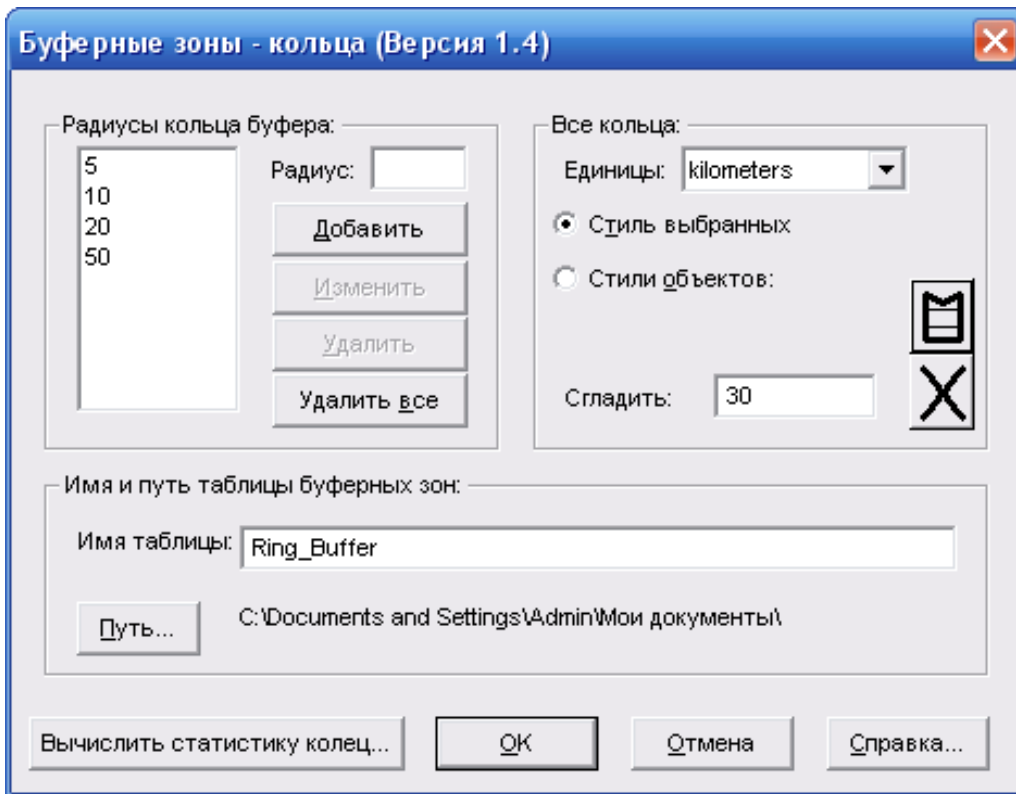 Буферные зоны - кольца (Версия 1.4)
Радиусы кольца буфера:
5
10
20
50
Радиус:
Добавить
Изменить
Удалить
Удалить все
Все кольца:
Единицы: kilometers
Стиль выбранных
Стили объектов:
Сгладить: 30
Имя и путь таблицы буферных зон:
Имя таблицы: Ring_Buffer
Путь... C:\Documents and Settings\Admin\Мои документы\
Вычислить статистику колец... OK Отмена Справка...